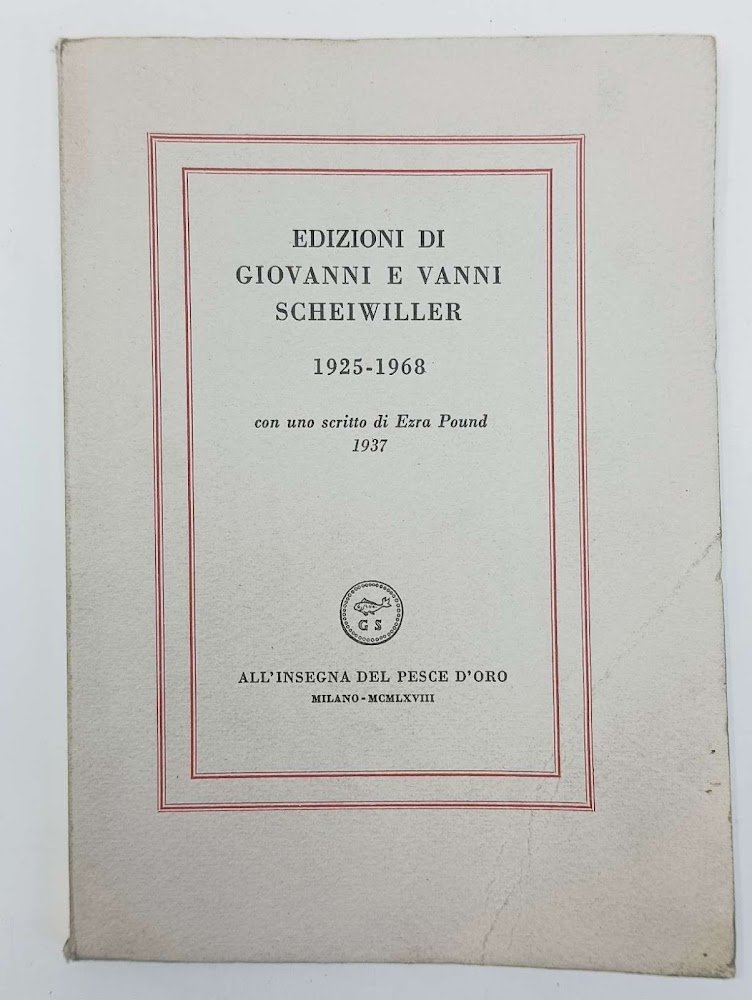 EDIZIONI DI
GIOVANNI E VANNI
SCHEIWILLER
1925-1968
con uno scritto di Ezra Pound
1937
G S
ALL'INSEGNA DEL PESCE D'ORO
MILANO - MCMLXVIII